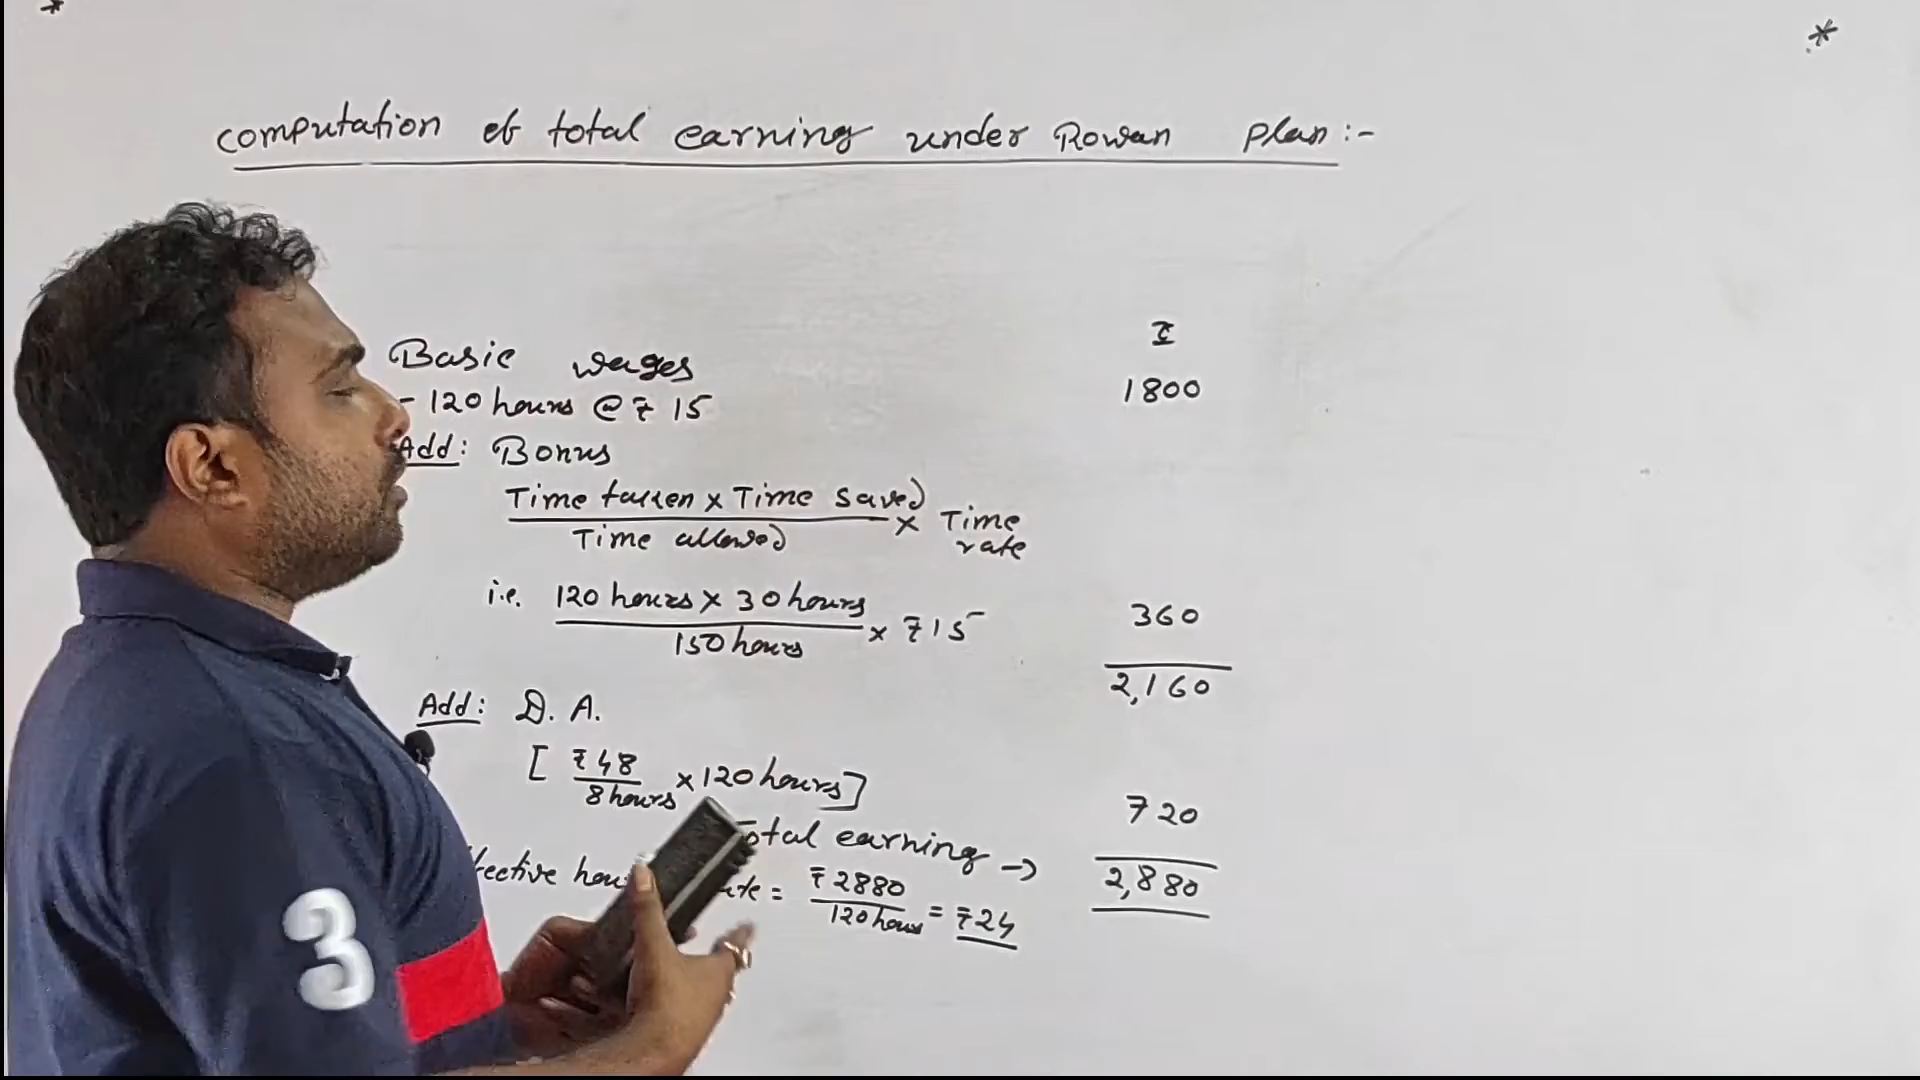 *
*
computation of total earning under Rowan plan:-
₹
Basic wages
- 120 hours @ ₹ 15 1800
Add: Bonus
Time taken x Time saved
Time allowed
x Time rate
i.e. 120 hours x 30 hours
150 hours
x ₹15 360
2,160
Add: D. A.
[ ₹48
8 hours
x 120 hours] 720
Total earning → 2,880
hou = ₹2880
120 hours
= ₹24
3